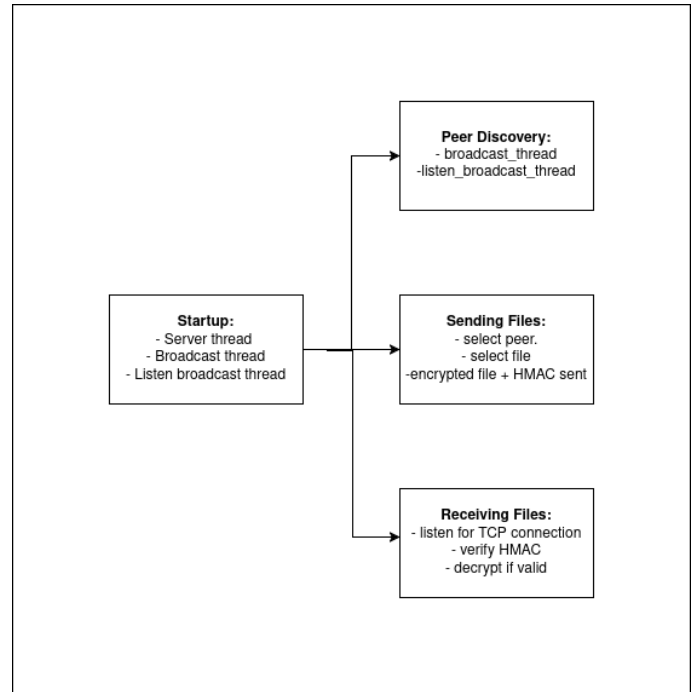 Peer Discovery:
- broadcast_thread
-listen_broadcast_thread
Startup:
- Server thread
- Broadcast thread
- Listen broadcast thread
Sending Files:
- select peer.
- select file
-encrypted file + HMAC sent
Receiving Files:
- listen for TCP connection
- verify HMAC
- decrypt if valid